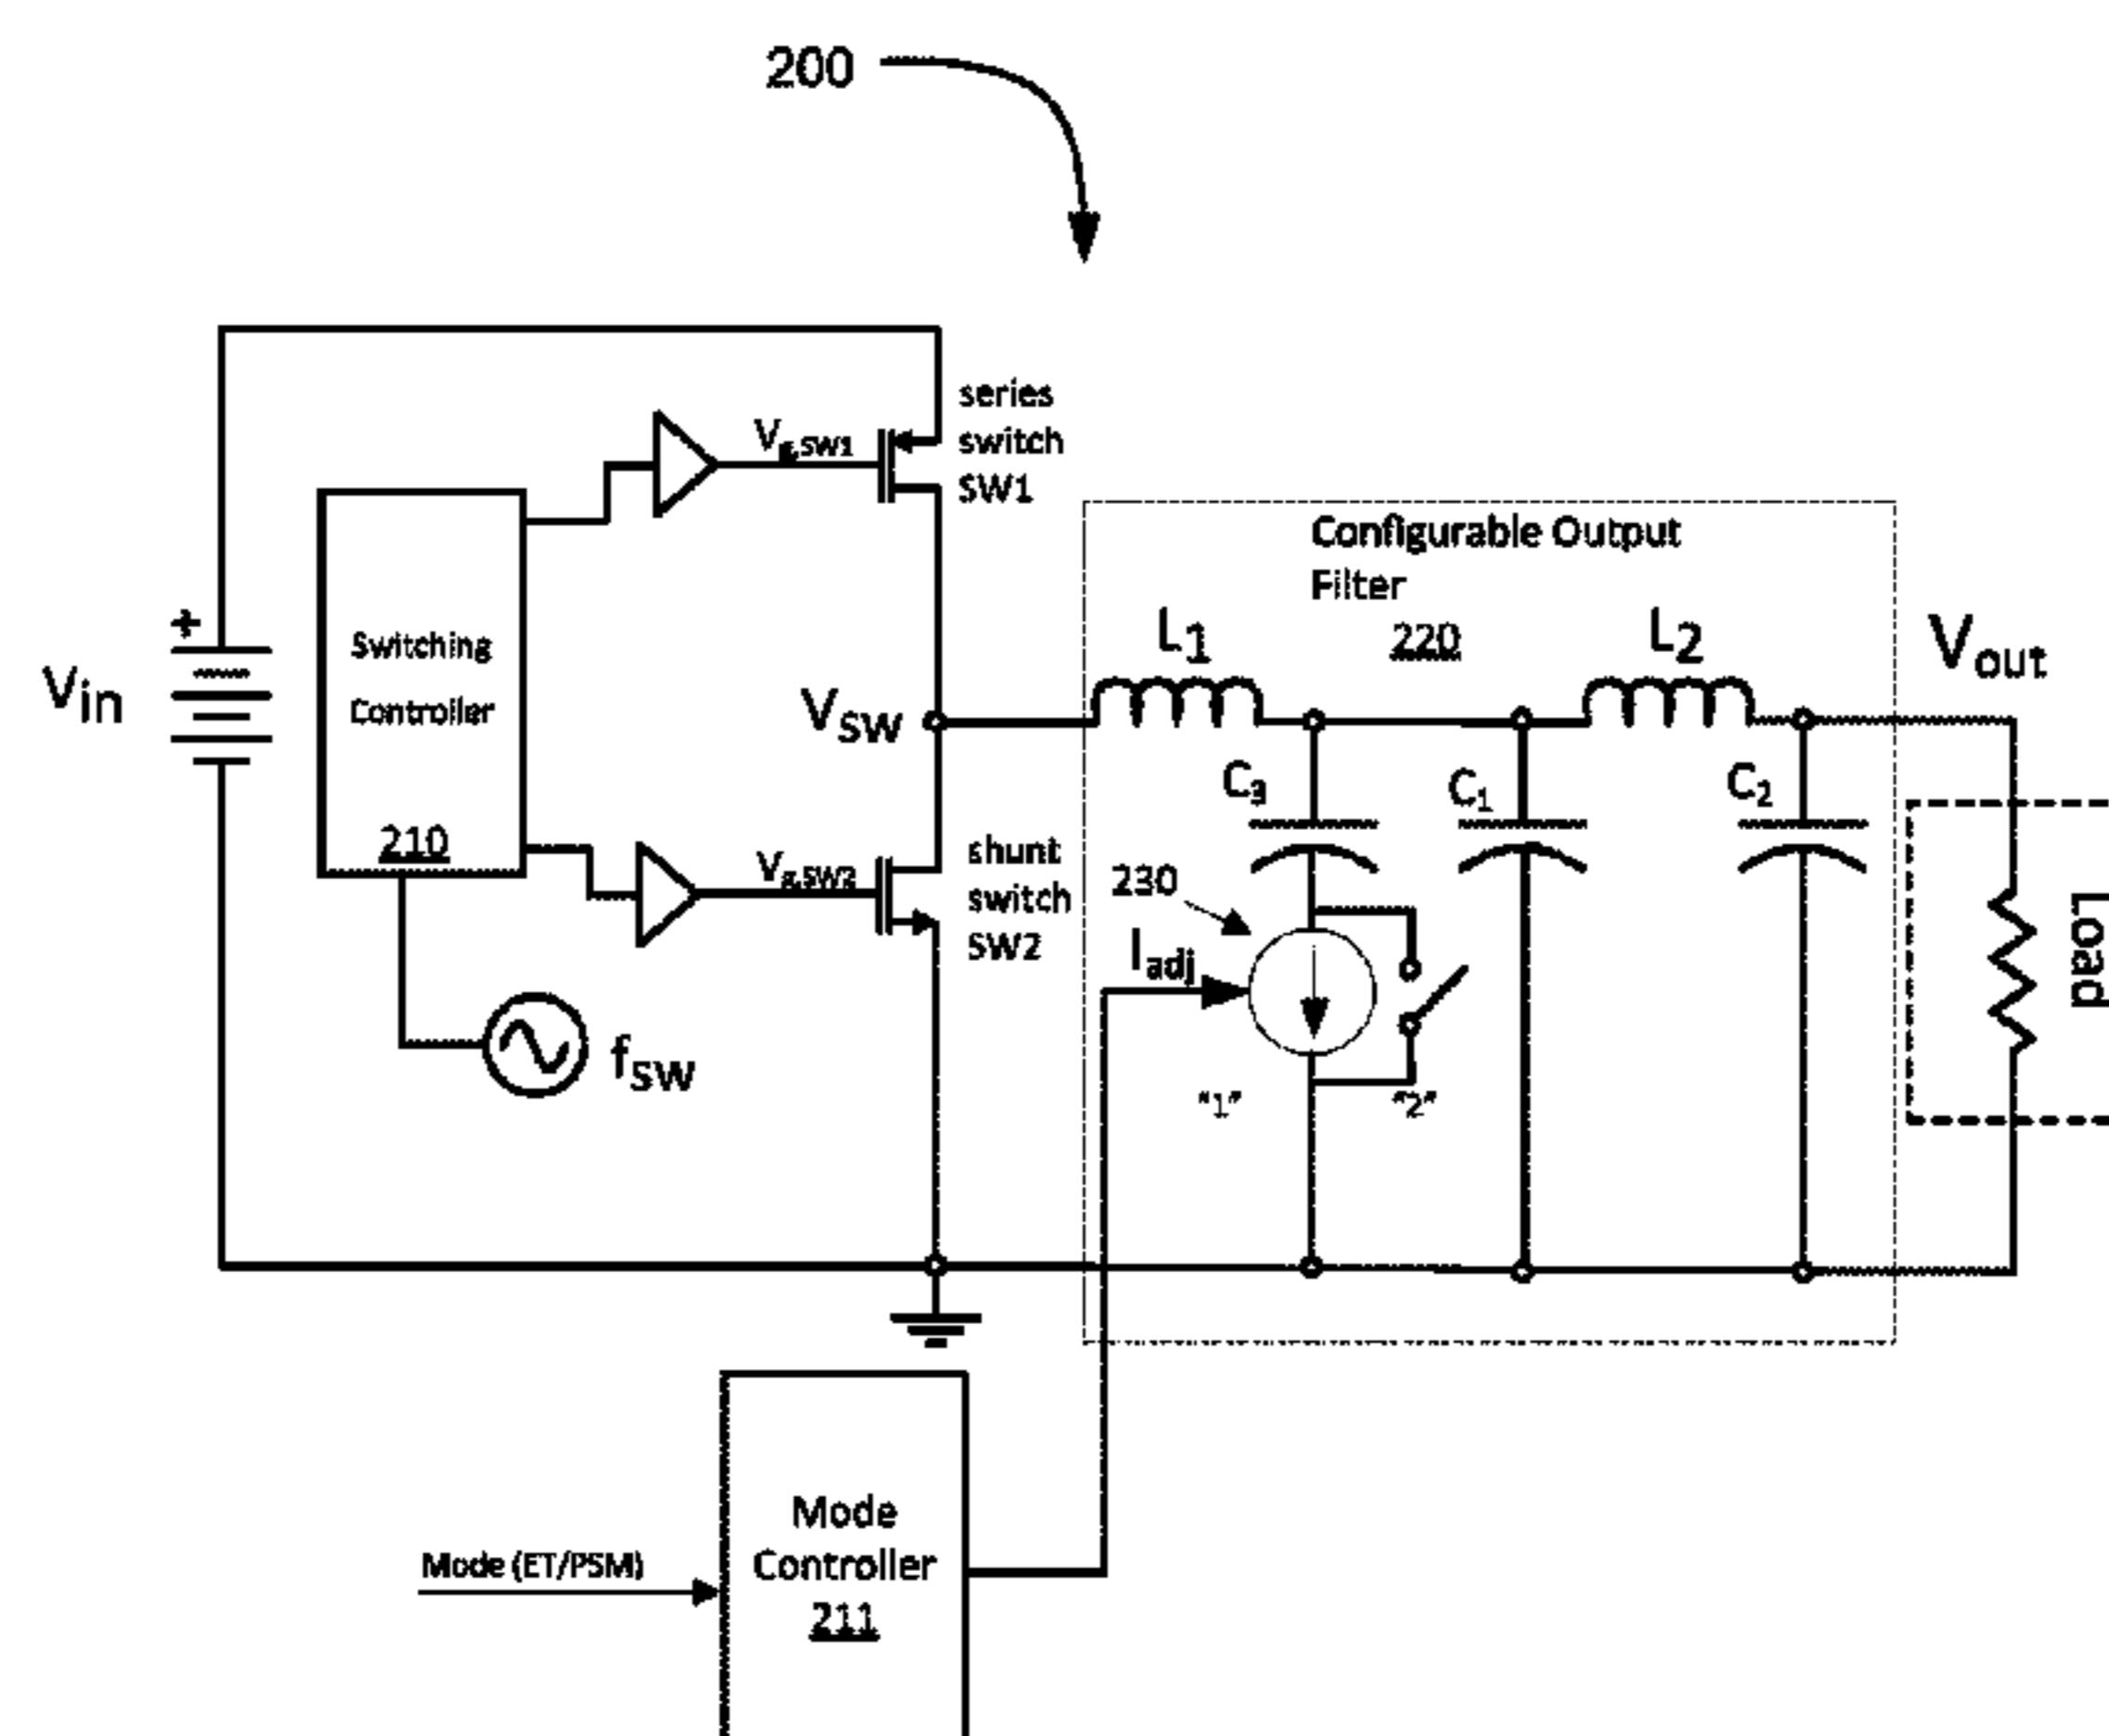 200
series
switch
SW1
Vg,SW1
Configurable Output
Filter
220
L1
L2
Vout
+
Vin
Switching
Controller
210
VSW
C3
C1
C2
Vg,SW2
shunt
switch
SW2
230
Iadj
Load
fSW
"1"
"2"
Mode
Controller
211
Mode (ET/PSM)